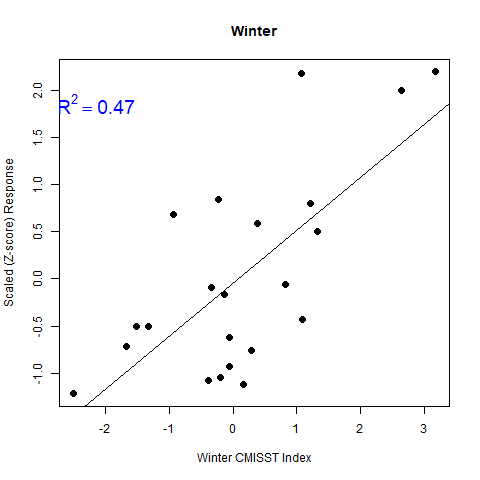 Winter
R² = 0.47
Scaled (Z-score) Response
2.0
1.5
1.0
0.5
0.0
-0.5
-1.0
-2 -1 0 1 2 3
Winter CMISST Index